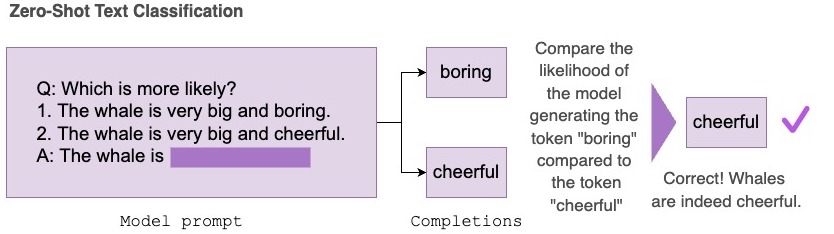 Zero-Shot Text Classification
Q: Which is more likely?
1. The whale is very big and boring.
2. The whale is very big and cheerful.
A: The whale is
Model prompt
boring
cheerful
Completions
Compare the
likelihood of
the model
generating the
token "boring"
compared to
the token
"cheerful"
cheerful
Correct! Whales
are indeed cheerful.